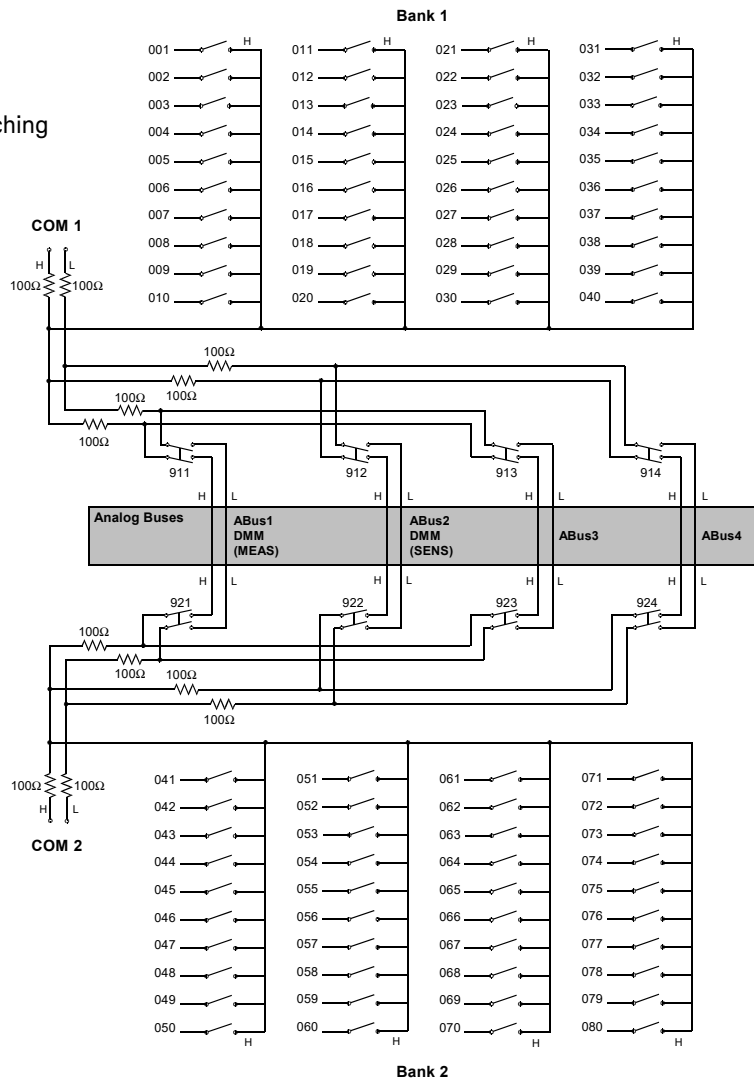 Bank 1
001 H 011 H 021 H 031 H
002 012 022 032
003 013 023 033
ching
004 014 024 034
005 015 025 035
006 016 026 036
007 017 027 037
COM 1
008 018 028 038
H L
009 019 029 039
100Ω 100Ω
010 020 030 040
100Ω
100Ω
100Ω
100Ω
911 912 913 914
H L H L H L H L
Analog Buses
ABus1
DMM
(MEAS)
ABus2
DMM
(SENS)
ABus3
ABus4
H L H L H L H L
921 922 923 924
100Ω
100Ω
100Ω
100Ω
100Ω 100Ω
H L
COM 2
041 051 061 071
042 052 062 072
043 053 063 073
044 054 064 074
045 055 065 075
046 056 066 076
047 057 067 077
048 058 068 078
049 059 069 079
050 060 070 080
H H H H
Bank 2